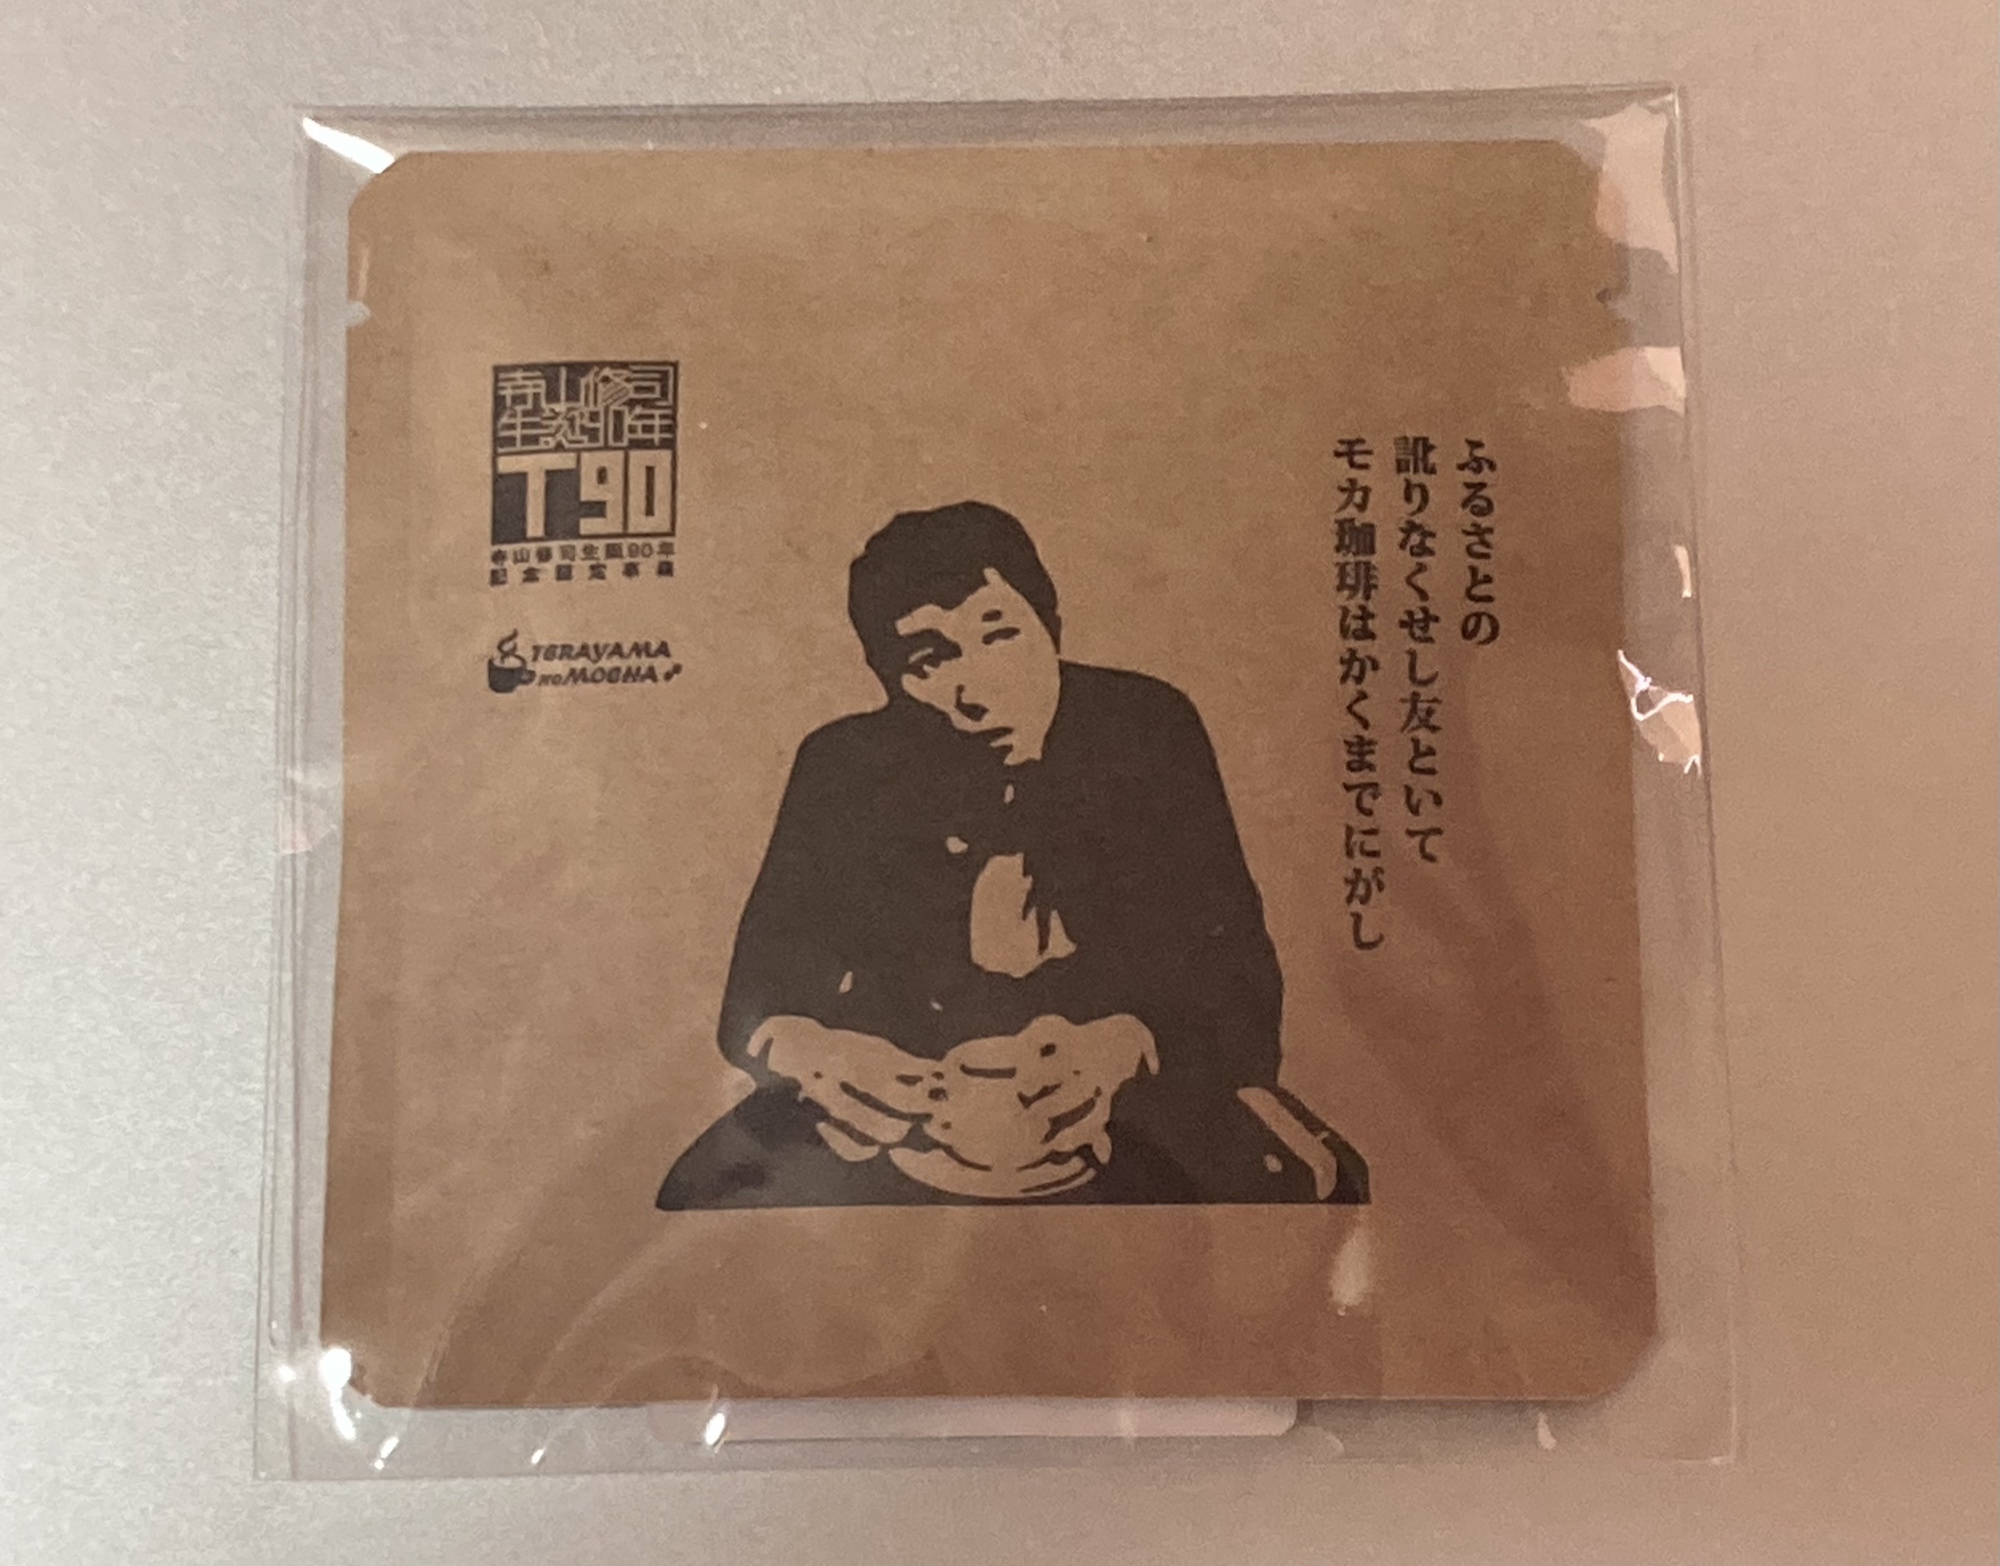 寺山修司
生誕90年
T90
寺山修司生誕90年
記念認定事業
TERAYAMA
no MOCHA
ふるさとの
訛りなくせし友といて
モカ珈琲はかくまでにがし